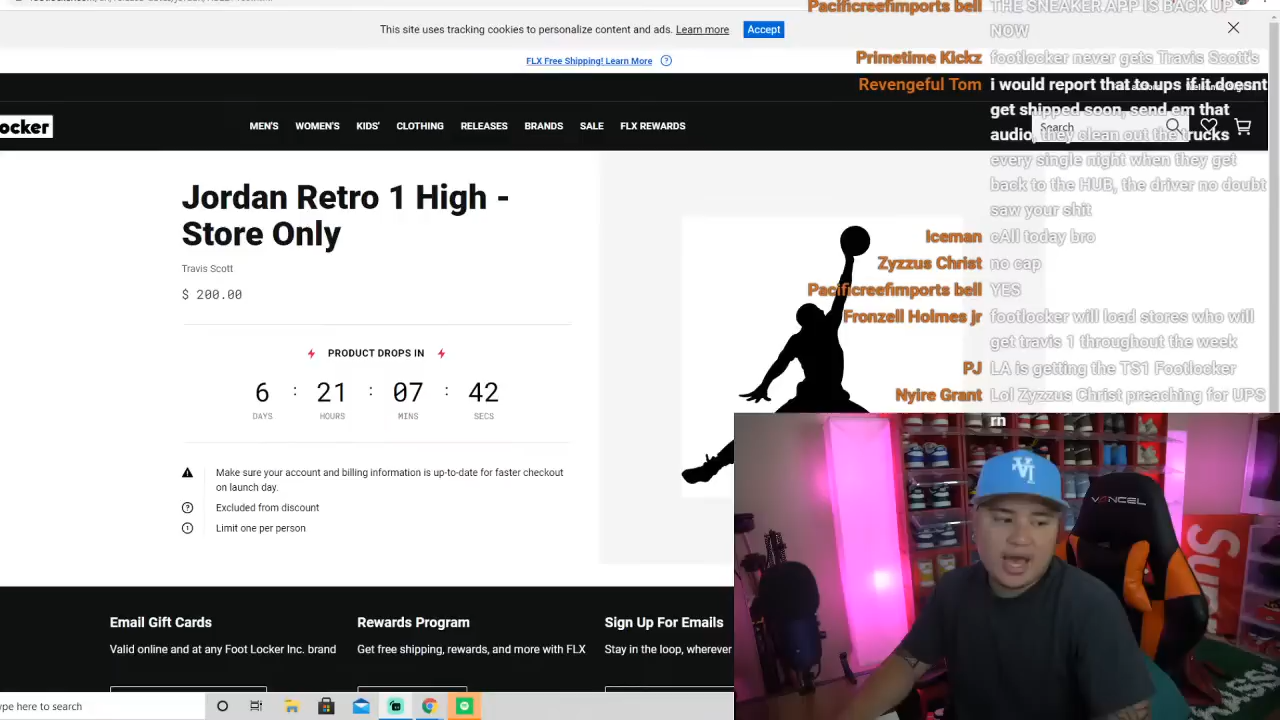 This site uses tracking cookies to personalize content and ads. Learn more Accept
FLX Free Shipping! Learn More ?
ocker
MEN'S WOMEN'S KIDS' CLOTHING RELEASES BRANDS SALE FLX REWARDS
Search
Jordan Retro 1 High -
Store Only
Travis Scott
$ 200.00
PRODUCT DROPS IN
6 : 21 : 07 : 42
DAYS HOURS MINS SECS
Make sure your account and billing information is up-to-date for faster checkout
on launch day.
Excluded from discount
Limit one per person
Email Gift Cards
Valid online and at any Foot Locker Inc. brand
Rewards Program
Get free shipping, rewards, and more with FLX
Sign Up For Emails
Stay in the loop, wherever
ype here to search
Pacificreefimports bell THE SNEAKER APP IS BACK UP
NOW
Primetime Kickz footlocker never gets Travis Scott's
Revengeful Tom i would report that to ups if it doesnt
get shipped soon, send em that
audio, they clean out the trucks
every single night when they get
back to the HUB, the driver no doubt
saw your shit
Iceman cAll today bro
Zyzzus Christ no cap
Pacificreefimports bell YES
Fronzell Holmes jr footlocker will load stores who will
get travis 1 throughout the week
PJ LA is getting the TS1 Footlocker
Nyire Grant Lol Zyzzus Christ preaching for UPS
rn
VANCEL
Sup